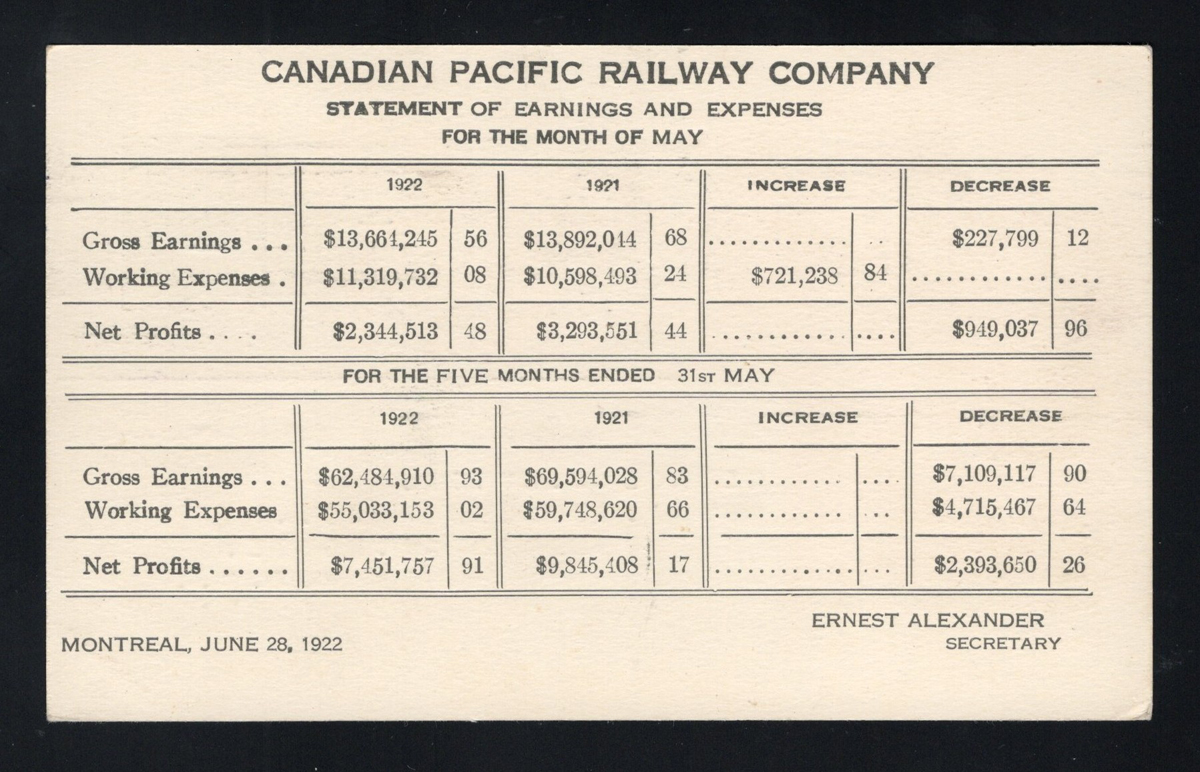 CANADIAN PACIFIC RAILWAY COMPANY
STATEMENT OF EARNINGS AND EXPENSES
FOR THE MONTH OF MAY
1922 1921 INCREASE DECREASE
Gross Earnings ... $13,664,245 56 $13,892,044 68 .............. .. $227,799 12
Working Expenses . $11,319,732 08 $10,598,493 24 $721,238 84 .............. ....
Net Profits .... $2,344,513 48 $3,293,551 44 .............. .... $949,037 96
FOR THE FIVE MONTHS ENDED 31ST MAY
1922 1921 INCREASE DECREASE
Gross Earnings ... $62,484,910 93 $69,594,028 83 ............. .... $7,109,117 90
Working Expenses $55,033,153 02 $59,748,620 66 ............. ... $4,715,467 64
Net Profits ...... $7,451,757 91 $9,845,408 17 .............. ... $2,393,650 26
ERNEST ALEXANDER
MONTREAL, JUNE 28, 1922 SECRETARY